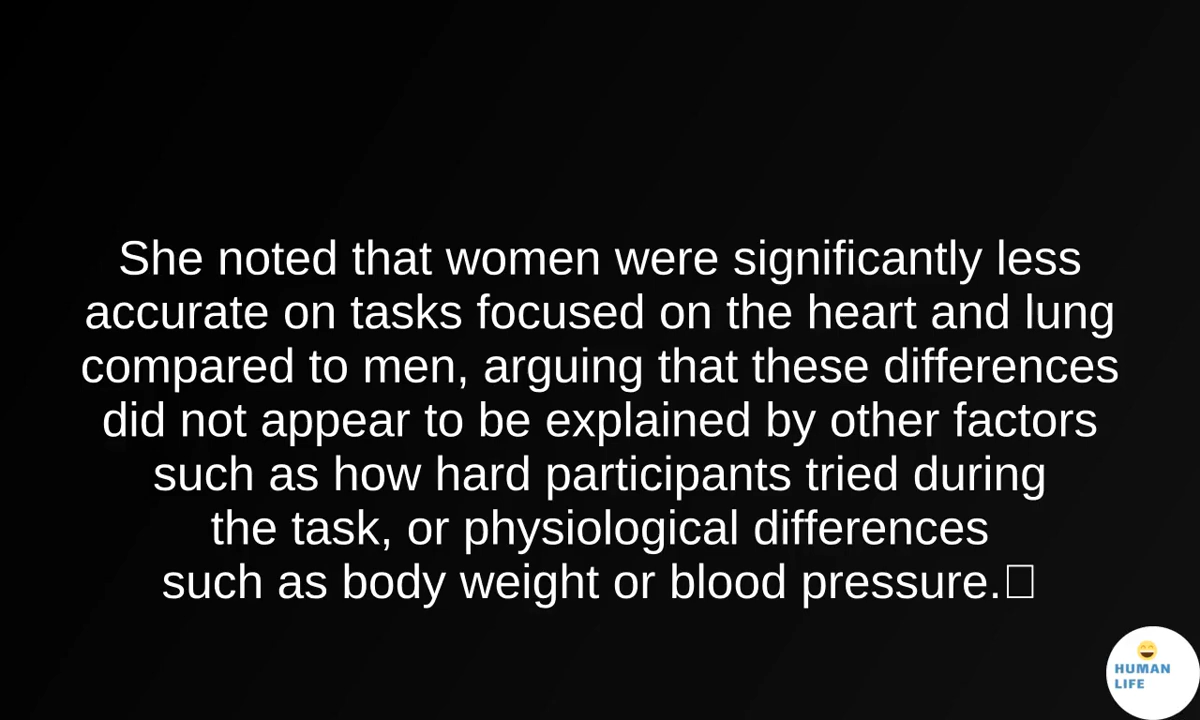 She noted that women were significantly less
accurate on tasks focused on the heart and lung
compared to men, arguing that these differences
did not appear to be explained by other factors
such as how hard participants tried during
the task, or physiological differences
such as body weight or blood pressure.
HUMAN
LIFE